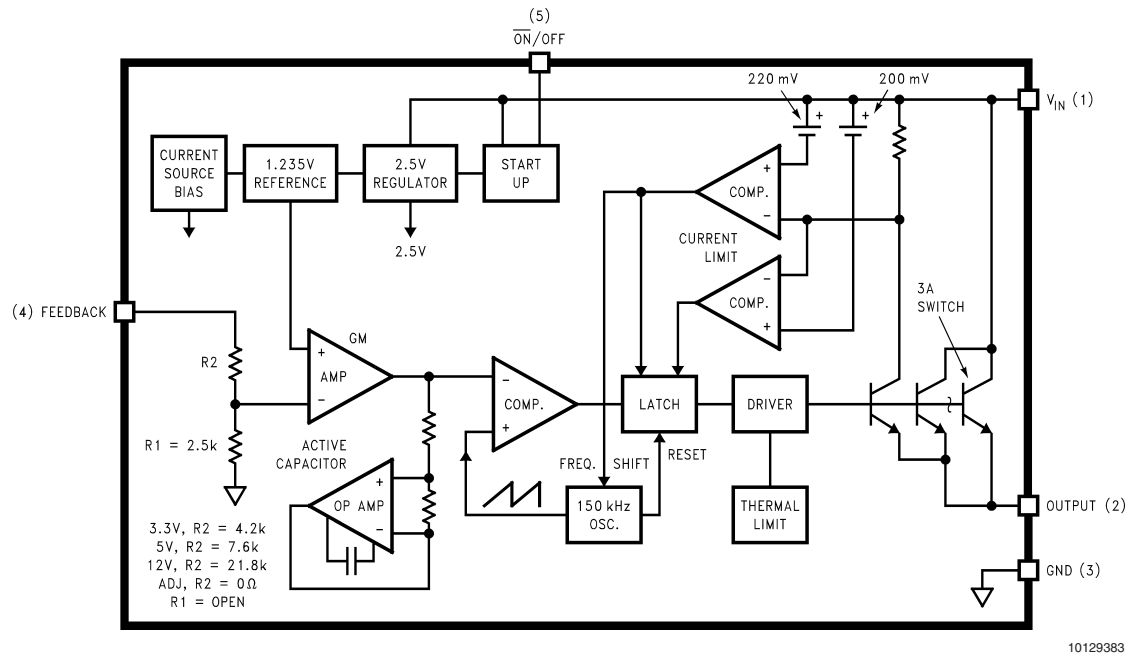 (5)
ON/OFF
220 mV
200 mV
VIN (1)
CURRENT
SOURCE
BIAS
1.235V
REFERENCE
2.5V
REGULATOR
START
UP
2.5V
+
+
+
COMP.
−
CURRENT
LIMIT
−
COMP.
+
3A
SWITCH
(4) FEEDBACK
R2
GM
+
AMP
−
R1 = 2.5k
−
COMP.
+
LATCH
DRIVER
ACTIVE
CAPACITOR
+
OP AMP
−
FREQ. SHIFT
RESET
150 kHz
OSC.
THERMAL
LIMIT
OUTPUT (2)
GND (3)
3.3V, R2 = 4.2k
5V, R2 = 7.6k
12V, R2 = 21.8k
ADJ, R2 = 0Ω
R1 = OPEN
10129383